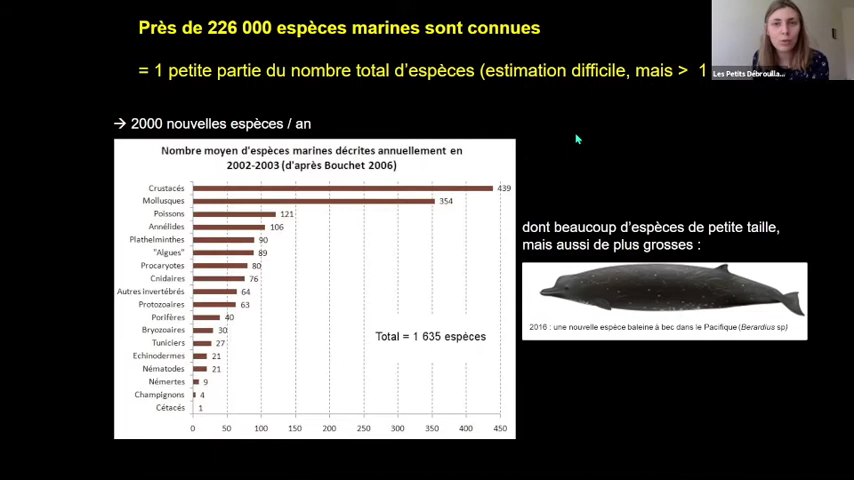 Près de 226 000 espèces marines sont connues
= 1 petite partie du nombre total d'espèces (estimation difficile, mais > 1
Les Petits Débrouilla...
→ 2000 nouvelles espèces / an
Nombre moyen d'espèces marines décrites annuellement en
2002-2003 (d'après Bouchet 2006)
Crustacés 439
Mollusques 354
Poissons 121
Annélides 106
Plathelminthes 90
"Algues" 89
Procaryotes 80
Cnidaires 76
Autres invertébrés 64
Protozoaires 63
Porifères 40
Bryozoaires 30
Tuniciers 27
Echinodermes 21
Nématodes 21
Némertes 9
Champignons 4
Cétacés 1
Total = 1 635 espèces
0 50 100 150 200 250 300 350 400 450
dont beaucoup d'espèces de petite taille,
mais aussi de plus grosses :
2016 : une nouvelle espèce baleine à bec dans le Pacifique (Berardius sp)